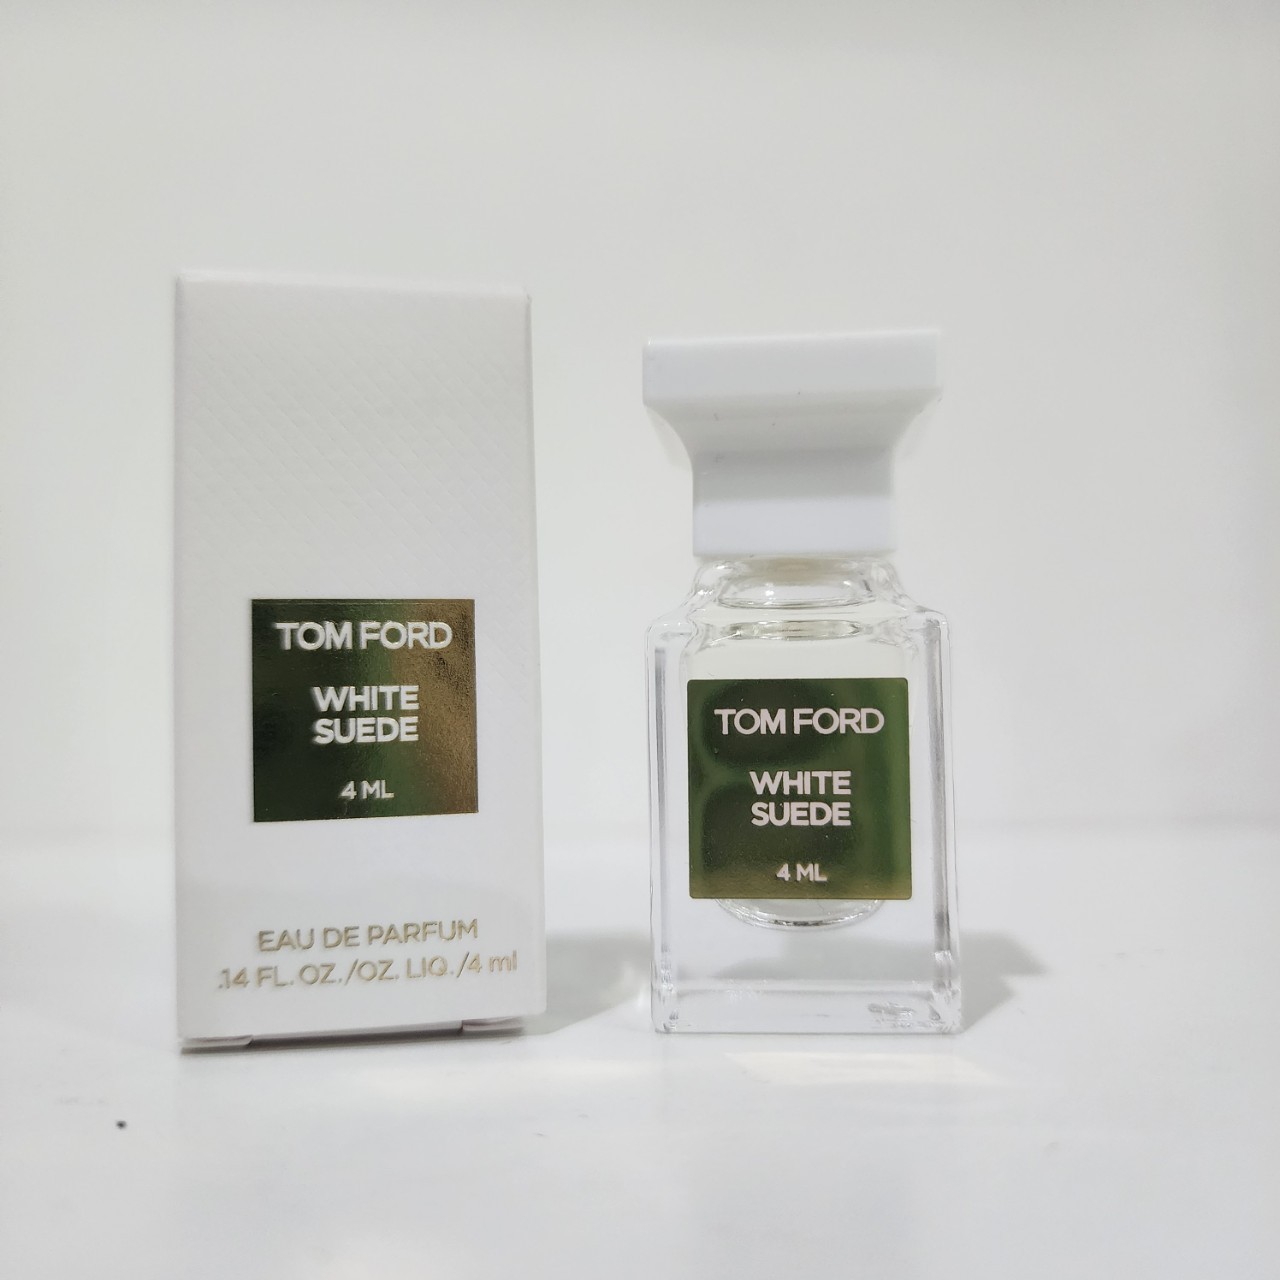 TOM FORD
WHITE
SUEDE
4 ML
EAU DE PARFUM
.14 FL. OZ./OZ. LIQ./4 ml
TOM FORD
WHITE
SUEDE
4 ML